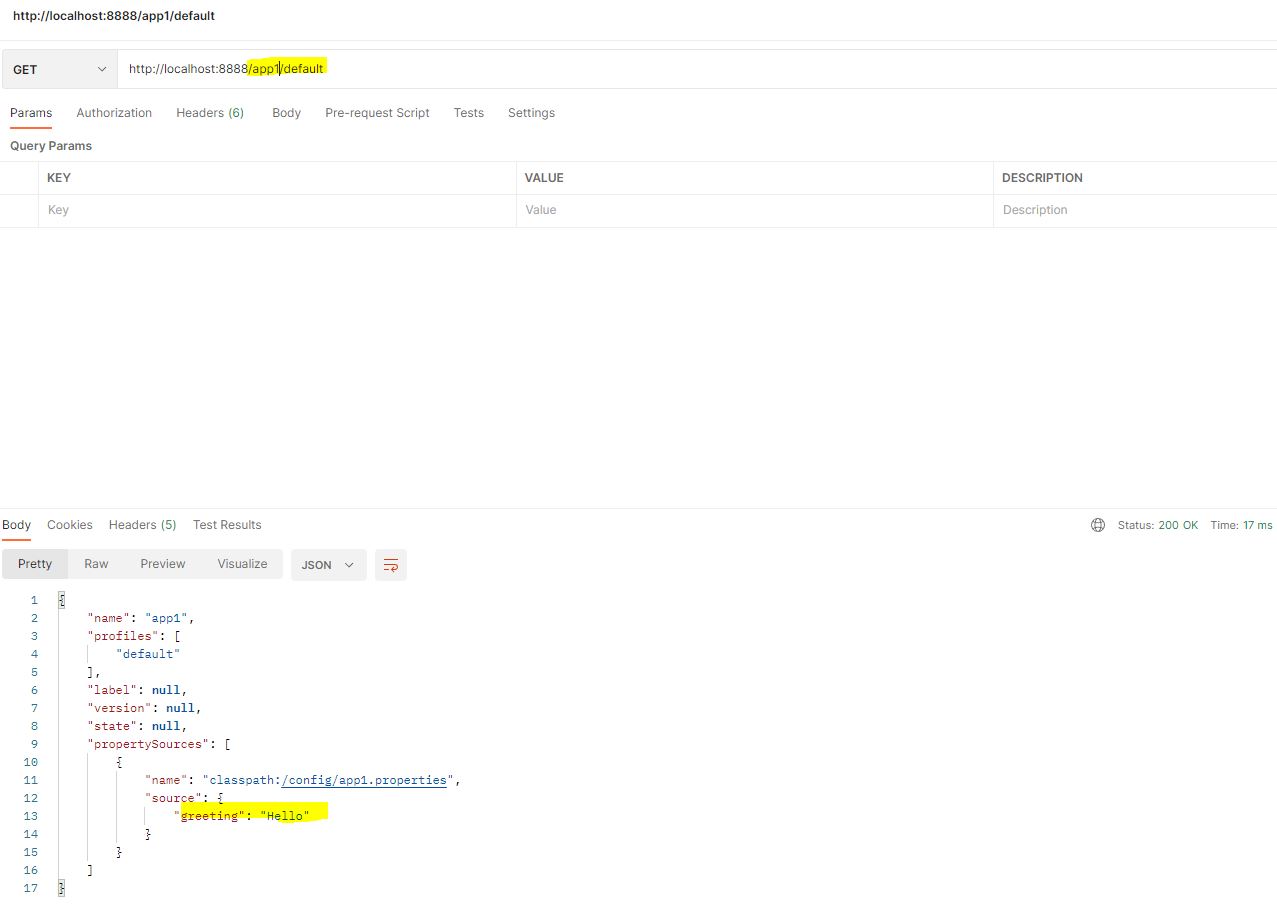 http://localhost:8888/app1/default
GET http://localhost:8888/app1/default
Params Authorization Headers (6) Body Pre-request Script Tests Settings
Query Params
KEY VALUE DESCRIPTION
Key Value Description
Body Cookies Headers (5) Test Results Status: 200 OK Time: 17 ms
Pretty Raw Preview Visualize JSON
1 {
2 "name": "app1",
3 "profiles": [
4 "default"
5 ],
6 "label": null,
7 "version": null,
8 "state": null,
9 "propertySources": [
10 {
11 "name": "classpath:/config/app1.properties",
12 "source": {
13 "greeting": "Hello"
14 }
15 }
16 ]
17 }